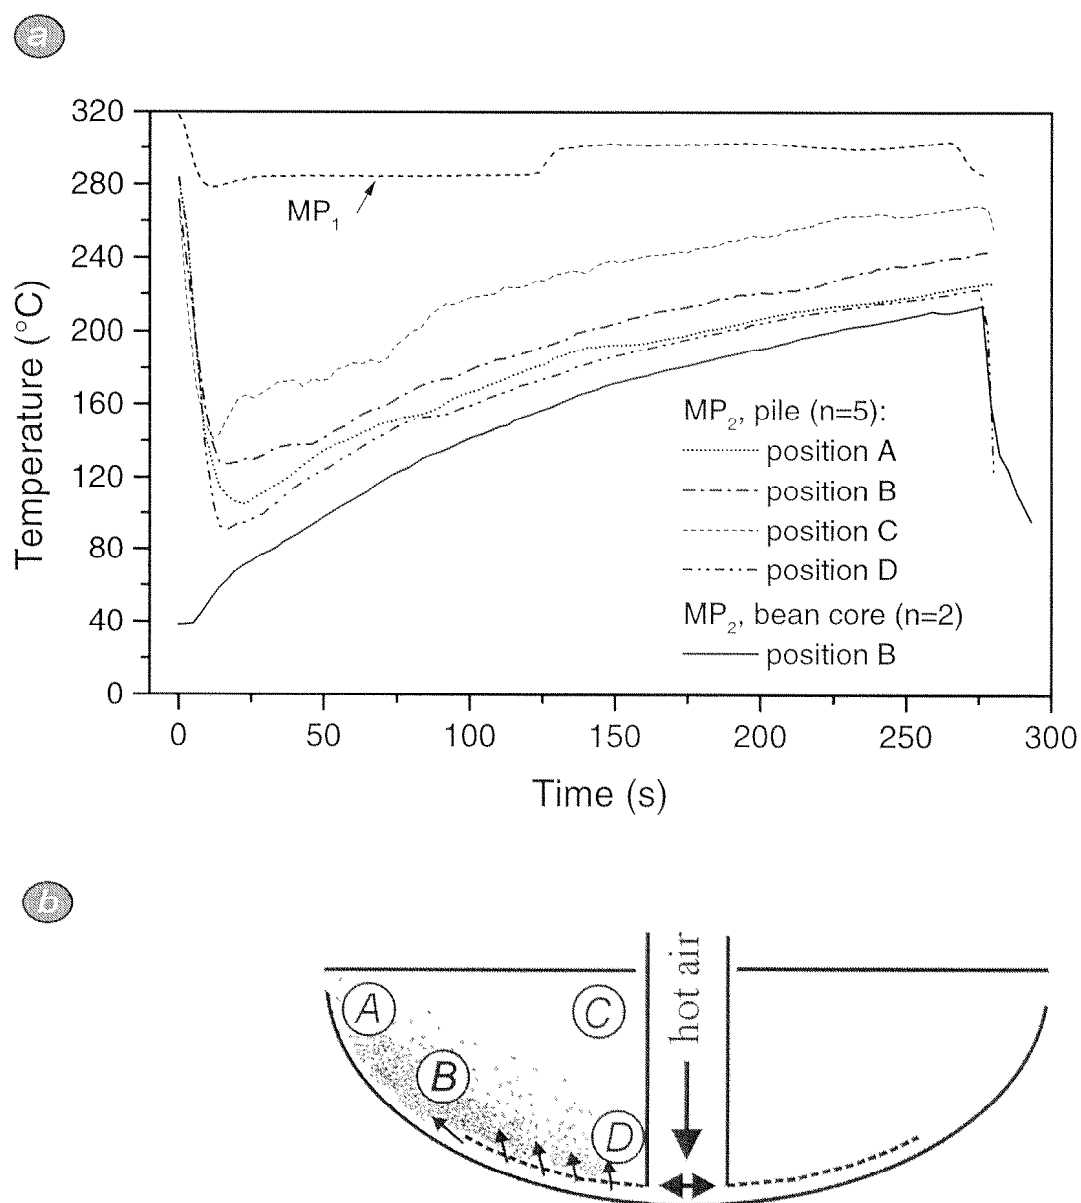 a
320
280
240
200
160
120
80
40
0
Temperature (°C)
MP₁
MP₂, pile (n=5):
position A
position B
position C
position D
MP₂, bean core (n=2)
position B
0 50 100 150 200 250 300
Time (s)
b
hot air
A
C
B
D